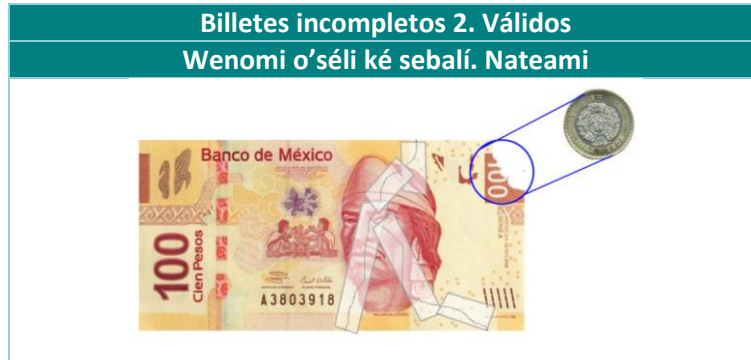 Billetes incompletos 2. Válidos
Wenomi o’séli ké sebalí. Nateami
Banco de México
100
Cien Pesos
A3803918